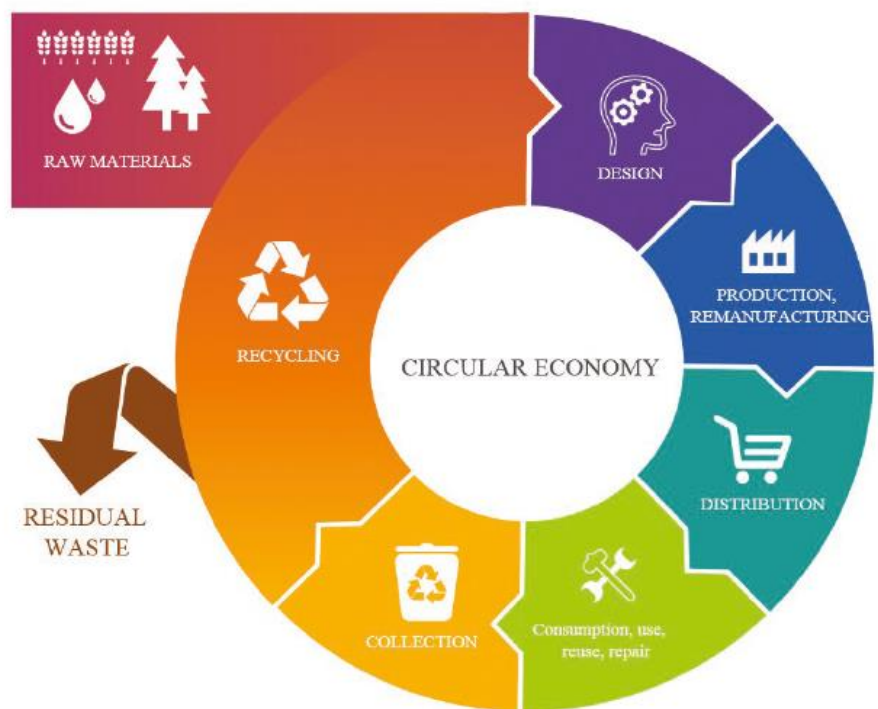 RAW MATERIALS
DESIGN
PRODUCTION,
REMANUFACTURING
RECYCLING
CIRCULAR ECONOMY
DISTRIBUTION
RESIDUAL
WASTE
COLLECTION
Consumption, use,
reuse, repair